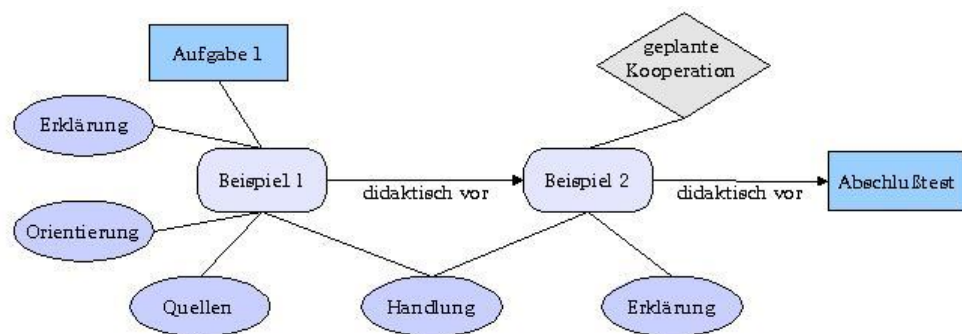 geplante
Kooperation
Aufgabe 1
Erklärung
Beispiel 1
didaktisch vor
Beispiel 2
didaktisch vor
Abschlußtest
Orientierung
Quellen
Handlung
Erklärung